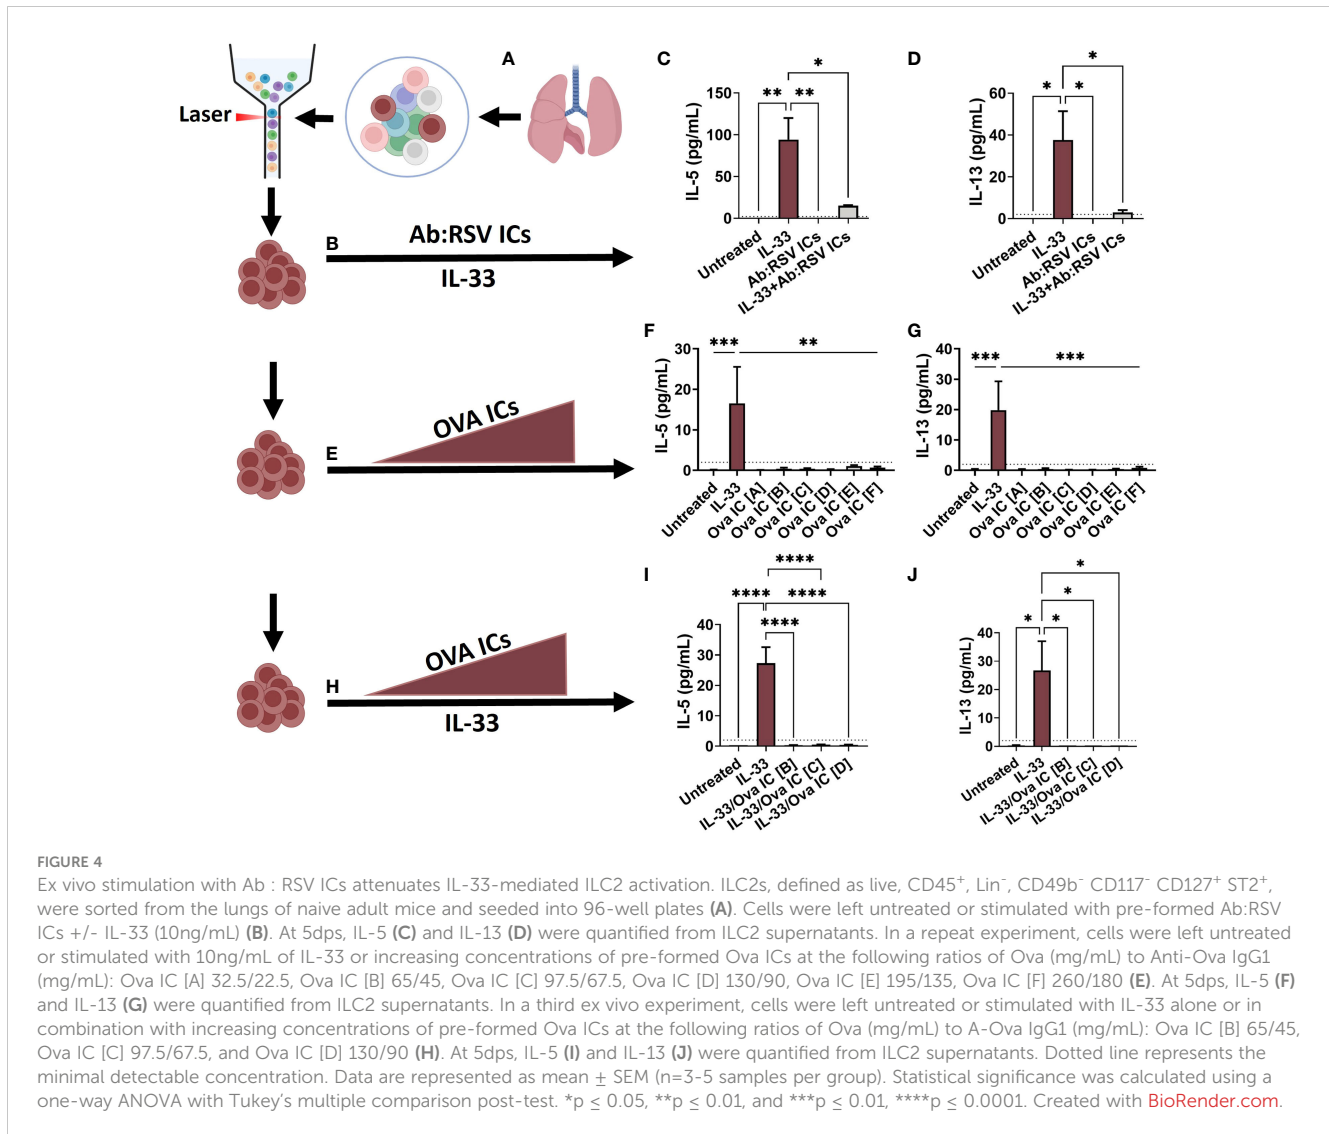 A
Laser
B
Ab:RSV ICs
IL-33
C
IL-5 (pg/mL)
150
100
50
0
**
**
*
Untreated
IL-33
Ab:RSV ICs
IL-33+Ab:RSV ICs
D
IL-13 (pg/mL)
60
40
20
0
*
*
*
Untreated
IL-33
Ab:RSV ICs
IL-33+Ab:RSV ICs
E
OVA ICs
F
IL-5 (pg/mL)
30
20
10
0
***
**
Untreated
IL-33
Ova IC [A]
Ova IC [B]
Ova IC [C]
Ova IC [D]
Ova IC [E]
Ova IC [F]
G
IL-13 (pg/mL)
40
30
20
10
0
***
***
Untreated
IL-33
Ova IC [A]
Ova IC [B]
Ova IC [C]
Ova IC [D]
Ova IC [E]
Ova IC [F]
H
OVA ICs
IL-33
I
IL-5 (pg/mL)
40
30
20
10
0
****
****
****
****
Untreated
IL-33
IL-33/Ova IC [B]
IL-33/Ova IC [C]
IL-33/Ova IC [D]
J
IL-13 (pg/mL)
40
30
20
10
0
*
*
*
*
Untreated
IL-33
IL-33/Ova IC [B]
IL-33/Ova IC [C]
IL-33/Ova IC [D]
FIGURE 4
Ex vivo stimulation with Ab : RSV ICs attenuates IL-33-mediated ILC2 activation. ILC2s, defined as live, CD45⁺, Lin⁻, CD49b⁻ CD117⁻ CD127⁺ ST2⁺,
were sorted from the lungs of naive adult mice and seeded into 96-well plates (A). Cells were left untreated or stimulated with pre-formed Ab:RSV
ICs +/- IL-33 (10ng/mL) (B). At 5dps, IL-5 (C) and IL-13 (D) were quantified from ILC2 supernatants. In a repeat experiment, cells were left untreated
or stimulated with 10ng/mL of IL-33 or increasing concentrations of pre-formed Ova ICs at the following ratios of Ova (mg/mL) to Anti-Ova IgG1
(mg/mL): Ova IC [A] 32.5/22.5, Ova IC [B] 65/45, Ova IC [C] 97.5/67.5, Ova IC [D] 130/90, Ova IC [E] 195/135, Ova IC [F] 260/180 (E). At 5dps, IL-5 (F)
and IL-13 (G) were quantified from ILC2 supernatants. In a third ex vivo experiment, cells were left untreated or stimulated with IL-33 alone or in
combination with increasing concentrations of pre-formed Ova ICs at the following ratios of Ova (mg/mL) to A-Ova IgG1 (mg/mL): Ova IC [B] 65/45,
Ova IC [C] 97.5/67.5, and Ova IC [D] 130/90 (H). At 5dps, IL-5 (I) and IL-13 (J) were quantified from ILC2 supernatants. Dotted line represents the
minimal detectable concentration. Data are represented as mean ± SEM (n=3-5 samples per group). Statistical significance was calculated using a
one-way ANOVA with Tukey's multiple comparison post-test. *p ≤ 0.05, **p ≤ 0.01, and ***p ≤ 0.01, ****p ≤ 0.0001. Created with BioRender.com.